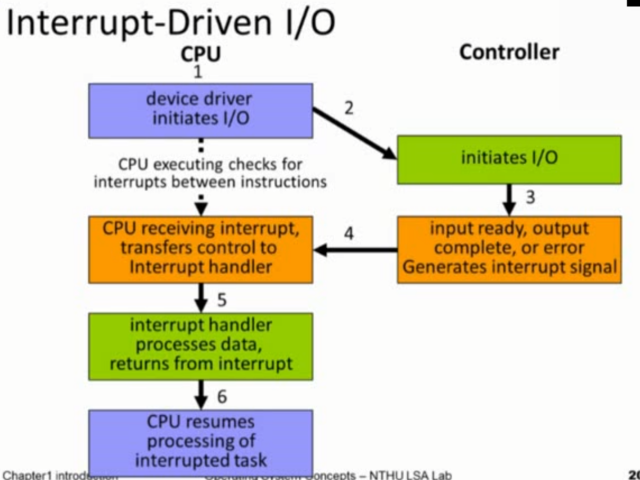 Interrupt-Driven I/O
CPU
Controller
1
device driver
initiates I/O
2
initiates I/O
CPU executing checks for
interrupts between instructions
3
CPU receiving interrupt,
transfers control to
Interrupt handler
4
input ready, output
complete, or error
Generates interrupt signal
5
interrupt handler
processes data,
returns from interrupt
6
CPU resumes
processing of
interrupted task
Chapter1
Concepts – NTHU LSA Lab